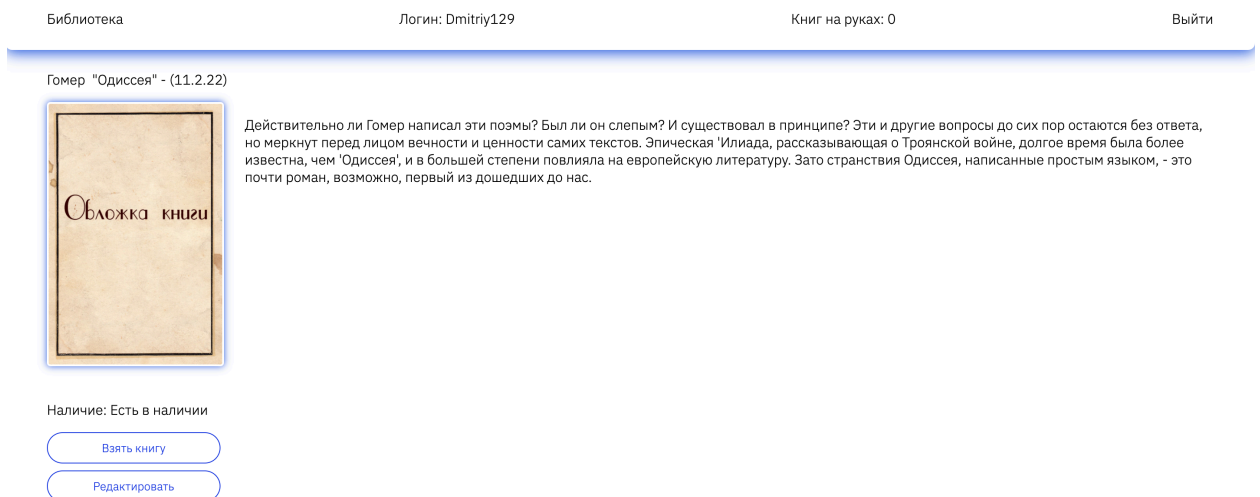 Библиотека
Логин: Dmitriy129
Книг на руках: 0
Выйти
Гомер "Одиссея" - (11.2.22)
Обложка книги
Действительно ли Гомер написал эти поэмы? Был ли он слепым? И существовал в принципе? Эти и другие вопросы до сих пор остаются без ответа,
но меркнут перед лицом вечности и ценности самих текстов. Эпическая 'Илиада, рассказывающая о Троянской войне, долгое время была более
известна, чем 'Одиссея', и в большей степени повлияла на европейскую литературу. Зато странствия Одиссея, написанные простым языком, - это
почти роман, возможно, первый из дошедших до нас.
Наличие: Есть в наличии
Взять книгу
Редактировать